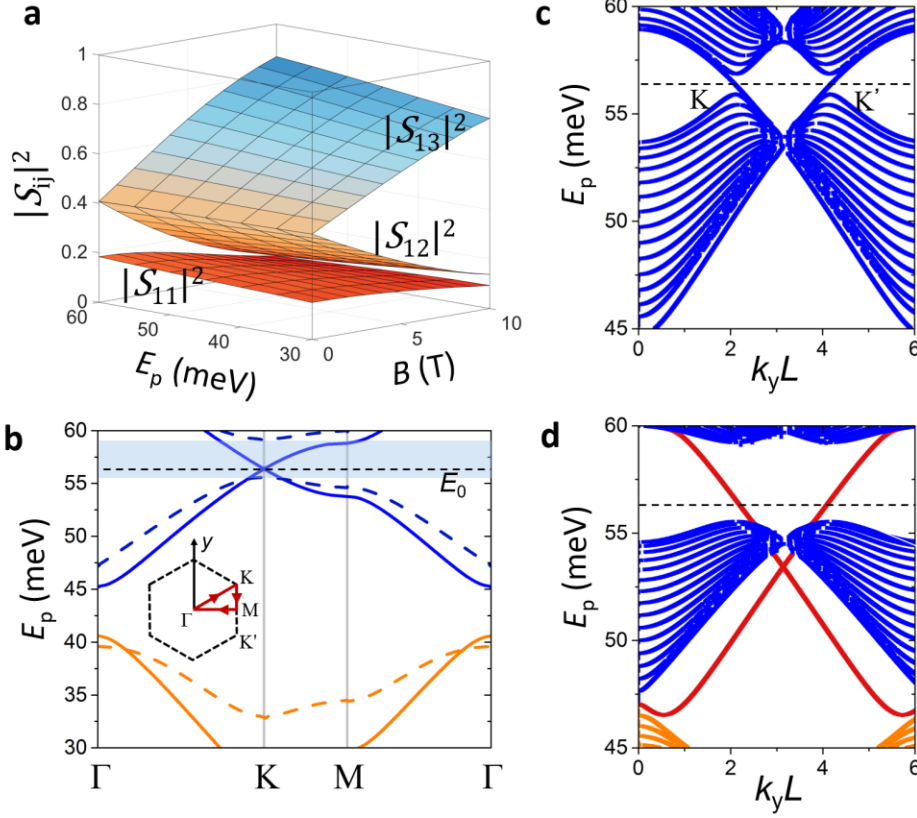 a
1
0.8
0.6
0.4
0.2
0
|S_ij|^2
|S_13|^2
|S_12|^2
|S_11|^2
60
50
40
30
E_p (meV)
0
5
10
B (T)
b
60
55
50
45
40
35
30
E_p (meV)
E_0
y
K
M
Γ
K'
Γ
K
M
Γ
c
60
55
50
45
E_p (meV)
K
K'
0
2
4
6
k_yL
d
60
55
50
45
E_p (meV)
0
2
4
6
k_yL